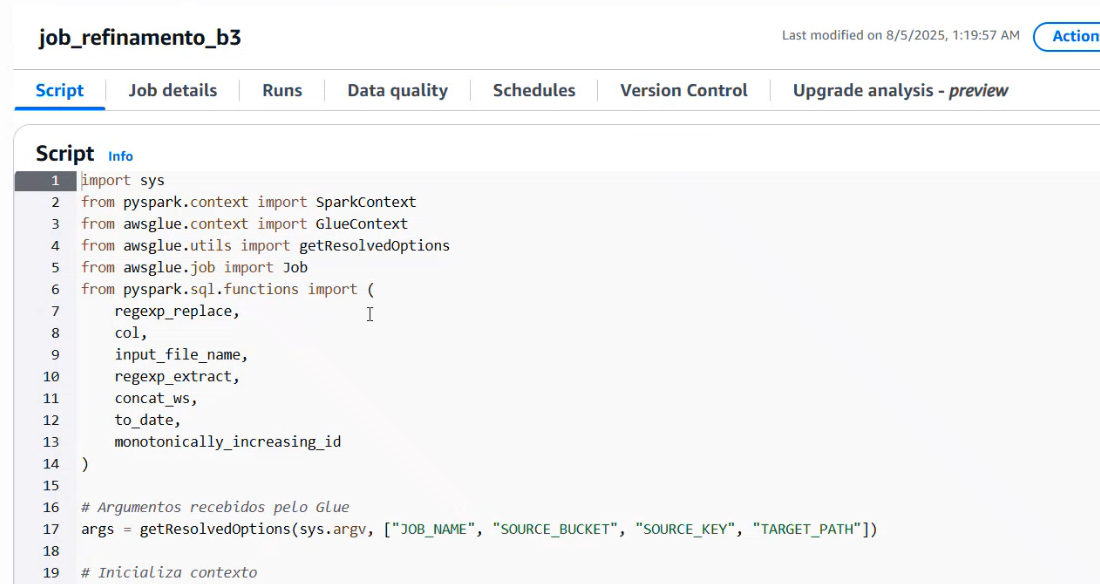 job_refinamento_b3
Last modified on 8/5/2025, 1:19:57 AM
Action
Script
Job details
Runs
Data quality
Schedules
Version Control
Upgrade analysis - preview
Script Info
1 import sys
2 from pyspark.context import SparkContext
3 from awsglue.context import GlueContext
4 from awsglue.utils import getResolvedOptions
5 from awsglue.job import Job
6 from pyspark.sql.functions import (
7     regexp_replace,
8     col,
9     input_file_name,
10     regexp_extract,
11     concat_ws,
12     to_date,
13     monotonically_increasing_id
14 )
15
16 # Argumentos recebidos pelo Glue
17 args = getResolvedOptions(sys.argv, ["JOB_NAME", "SOURCE_BUCKET", "SOURCE_KEY", "TARGET_PATH"])
18
19 # Inicializa contexto